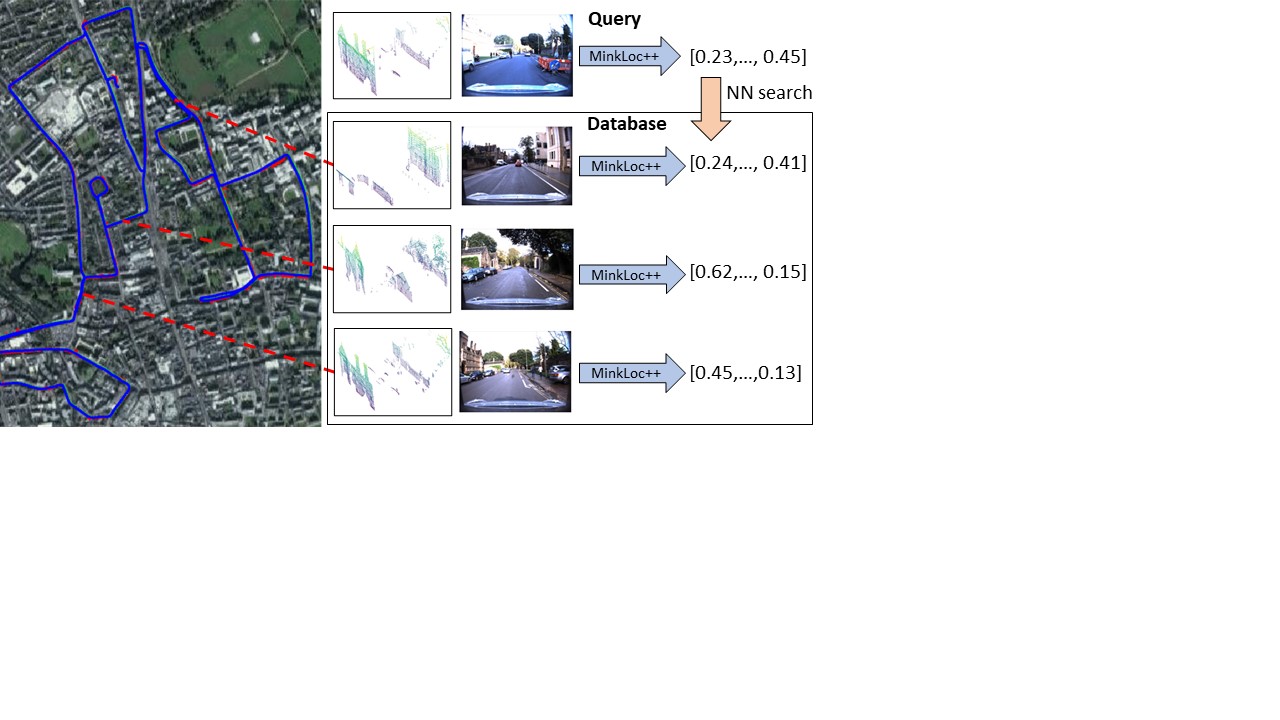 Query
MinkLoc++
[0.23,..., 0.45]
NN search
Database
MinkLoc++
[0.24,..., 0.41]
MinkLoc++
[0.62,..., 0.15]
MinkLoc++
[0.45,...,0.13]